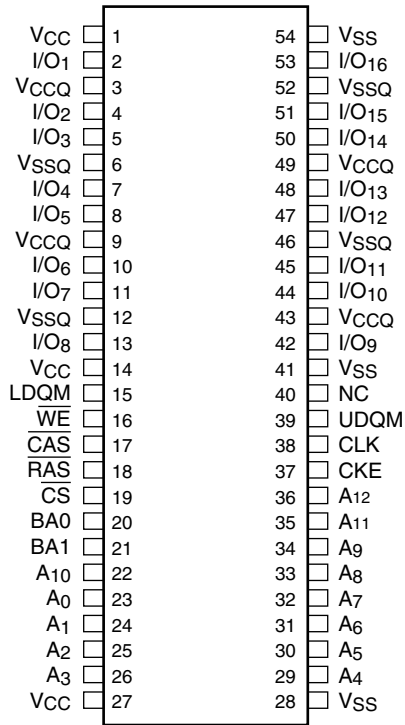 VCC 1 54 VSS
I/O1 2 53 I/O16
VCCQ 3 52 VSSQ
I/O2 4 51 I/O15
I/O3 5 50 I/O14
VSSQ 6 49 VCCQ
I/O4 7 48 I/O13
I/O5 8 47 I/O12
VCCQ 9 46 VSSQ
I/O6 10 45 I/O11
I/O7 11 44 I/O10
VSSQ 12 43 VCCQ
I/O8 13 42 I/O9
VCC 14 41 VSS
LDQM 15 40 NC
WE 16 39 UDQM
CAS 17 38 CLK
RAS 18 37 CKE
CS 19 36 A12
BA0 20 35 A11
BA1 21 34 A9
A10 22 33 A8
A0 23 32 A7
A1 24 31 A6
A2 25 30 A5
A3 26 29 A4
VCC 27 28 VSS